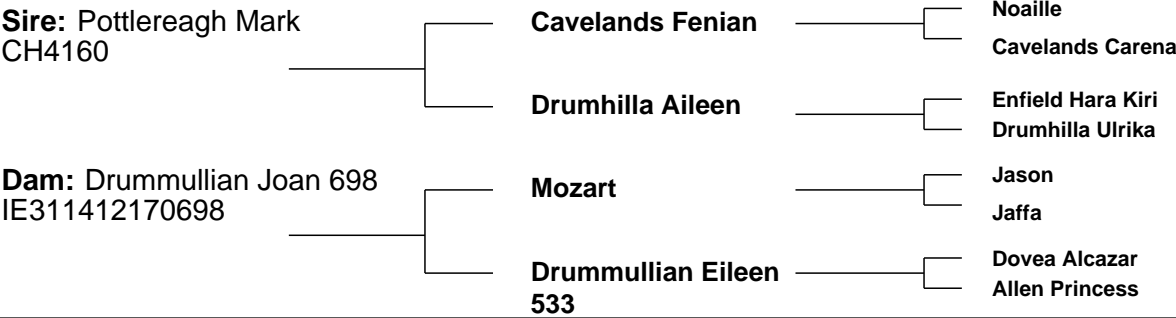 Sire: Pottlereagh Mark
CH4160
Cavelands Fenian
Noaille
Cavelands Carena
Drumhilla Aileen
Enfield Hara Kiri
Drumhilla Ulrika
Dam: Drummullian Joan 698
IE311412170698
Mozart
Jason
Jaffa
Drummullian Eileen
533
Dovea Alcazar
Allen Princess